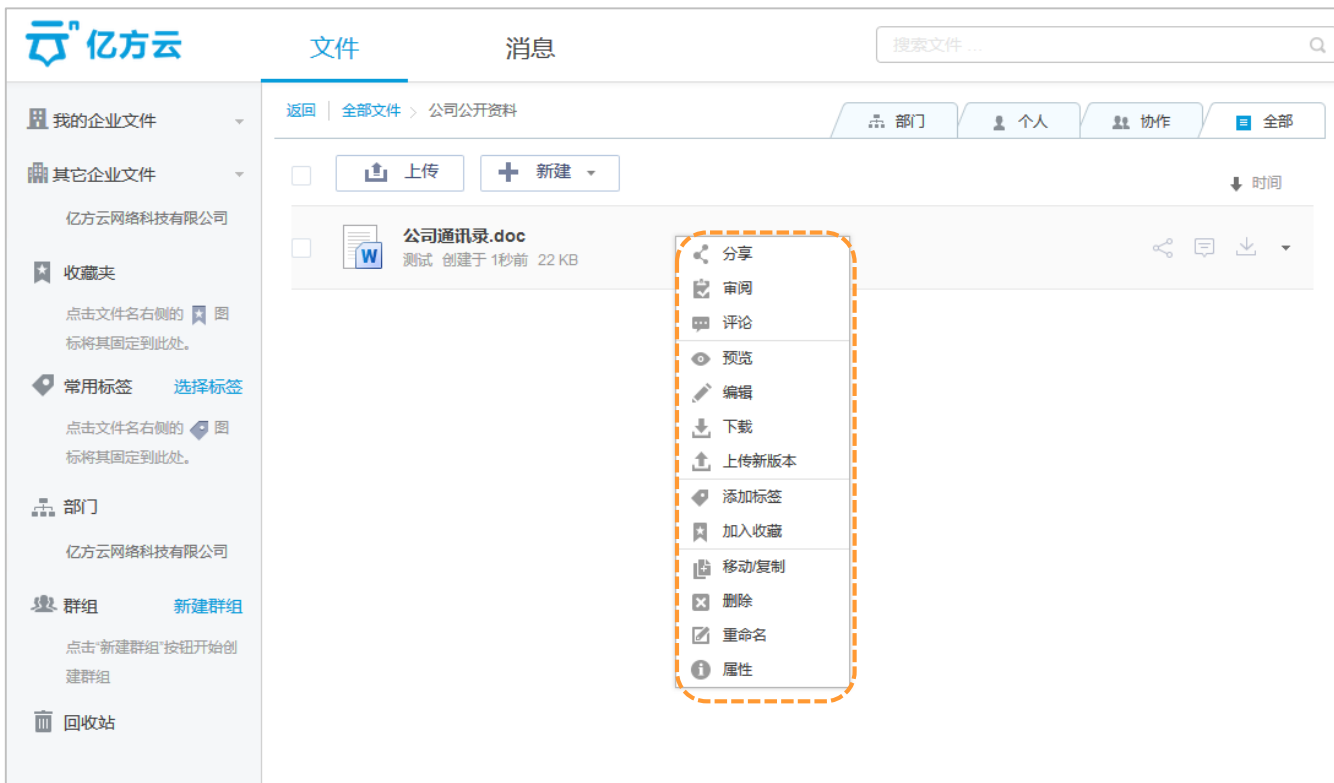 亿方云
文件
消息
搜索文件 ...
我的企业文件
其它企业文件
亿方云网络科技有限公司
收藏夹
点击文件名右侧的 图
标将其固定到此处。
常用标签 选择标签
点击文件名右侧的 图
标将其固定到此处。
部门
亿方云网络科技有限公司
群组 新建群组
点击“新建群组”按钮开始创
建群组
回收站
返回 全部文件 > 公司公开资料
部门 个人 协作 全部
上传 新建
时间
公司通讯录.doc
测试 创建于 1秒前 22 KB
分享
审阅
评论
预览
编辑
下载
上传新版本
添加标签
加入收藏
移动/复制
删除
重命名
属性